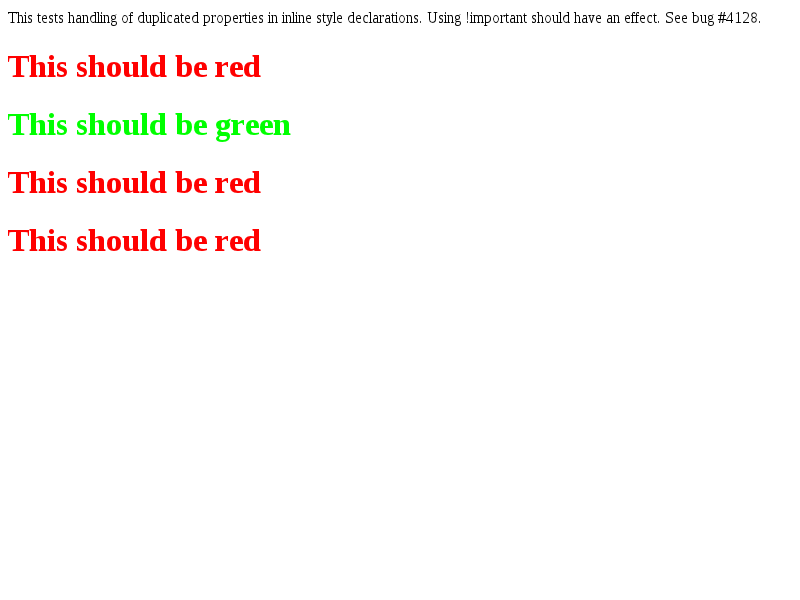 This tests handling of duplicated properties in inline style declarations. Using !important should have an effect. See bug #4128.
This should be red
This should be green
This should be red
This should be red